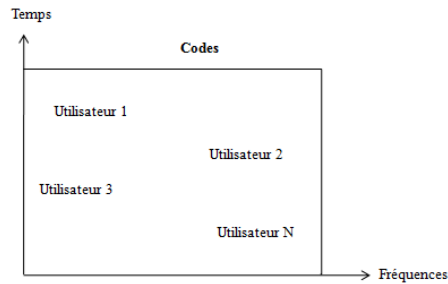 Temps
Codes
Utilisateur 1
Utilisateur 2
Utilisateur 3
Utilisateur N
Fréquences